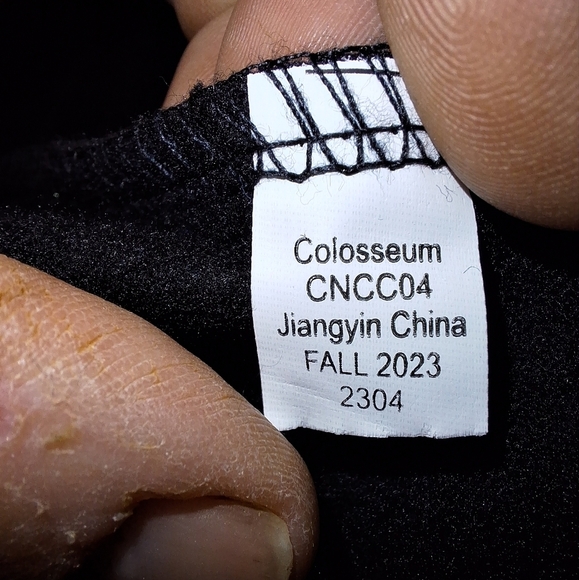 Colosseum
CNCC04
Jiangyin China
FALL 2023
2304